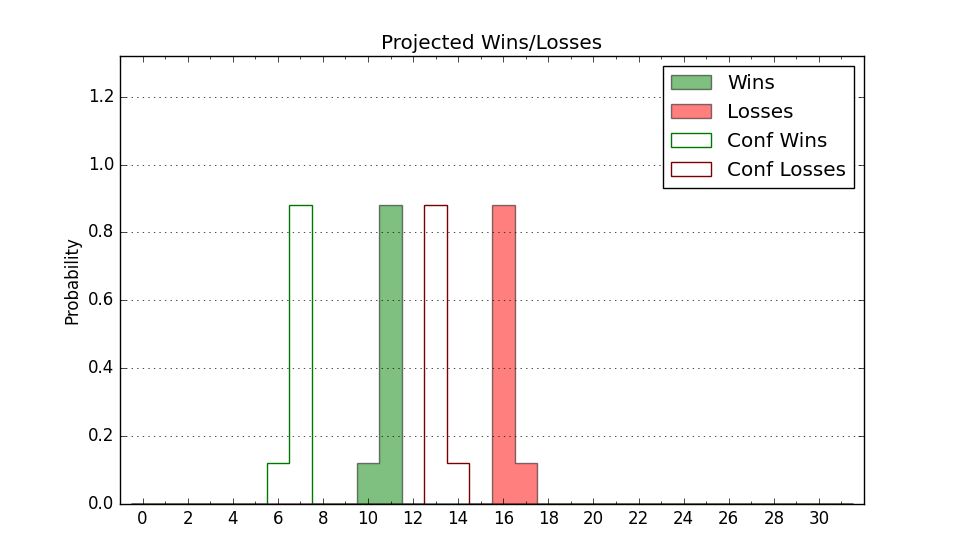 Projected Wins/Losses
Wins
Losses
Conf Wins
Conf Losses
Probability
1.2
1.0
0.8
0.6
0.4
0.2
0.0
0 2 4 6 8 10 12 14 16 18 20 22 24 26 28 30